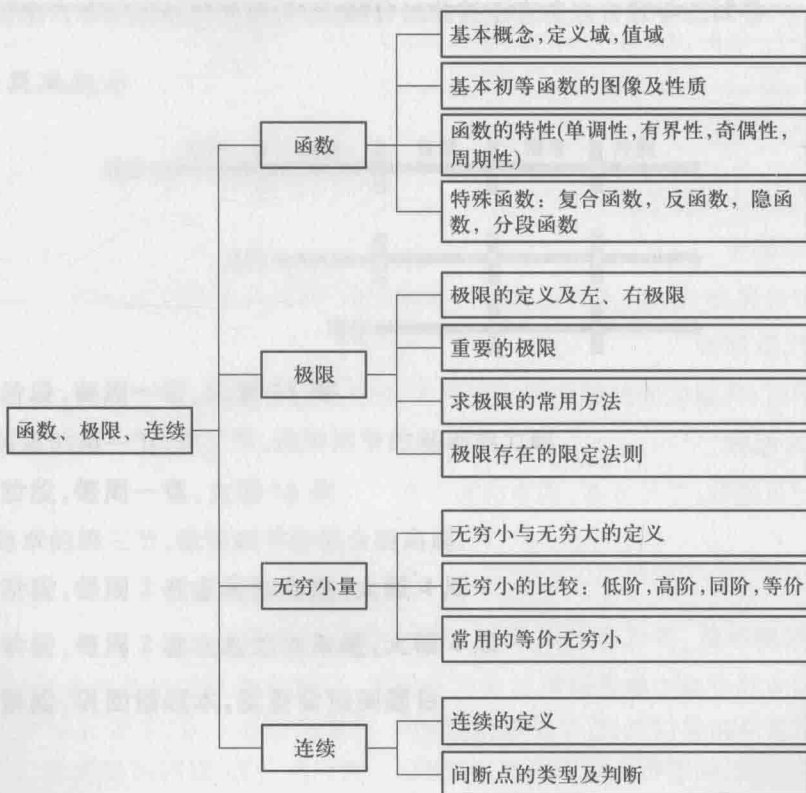 函数、极限、连续
函数
基本概念,定义域,值域
基本初等函数的图像及性质
函数的特性(单调性,有界性,奇偶性,
周期性)
特殊函数：复合函数，反函数，隐函
数，分段函数
极限
极限的定义及左、右极限
重要的极限
求极限的常用方法
极限存在的限定法则
无穷小量
无穷小与无穷大的定义
无穷小的比较：低阶,高阶,同阶,等价
常用的等价无穷小
连续
连续的定义
间断点的类型及判断